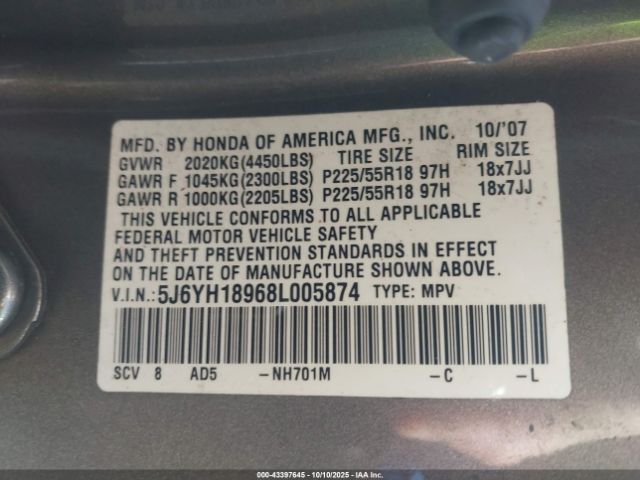 MFD. BY HONDA OF AMERICA MFG., INC. 10/'07
GVWR 2020KG(4450LBS) TIRE SIZE RIM SIZE
GAWR F 1045KG(2300LBS) P225/55R18 97H 18x7JJ
GAWR R 1000KG(2205LBS) P225/55R18 97H 18x7JJ
THIS VEHICLE CONFORMS TO ALL APPLICABLE
FEDERAL MOTOR VEHICLE SAFETY
AND THEFT PREVENTION STANDARDS IN EFFECT
ON THE DATE OF MANUFACTURE SHOWN ABOVE.
V.I.N.:5J6YH18968L005874 TYPE: MPV
SCV 8 AD5 -NH701M -C -L
000-43397645 - 10/10/2025 - IAA Inc.